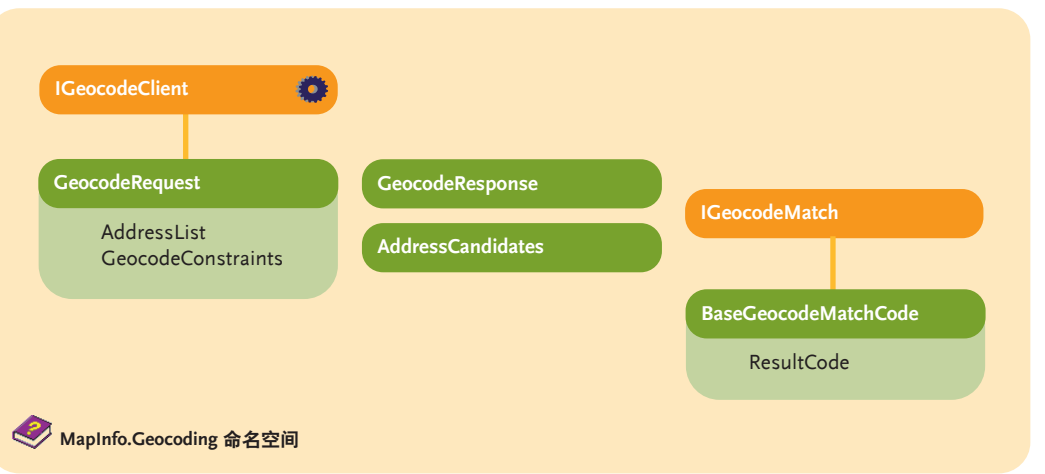 IGeocodeClient
GeocodeRequest
AddressList
GeocodeConstraints
GeocodeResponse
AddressCandidates
IGeocodeMatch
BaseGeocodeMatchCode
ResultCode
MapInfo.Geocoding 命名空间